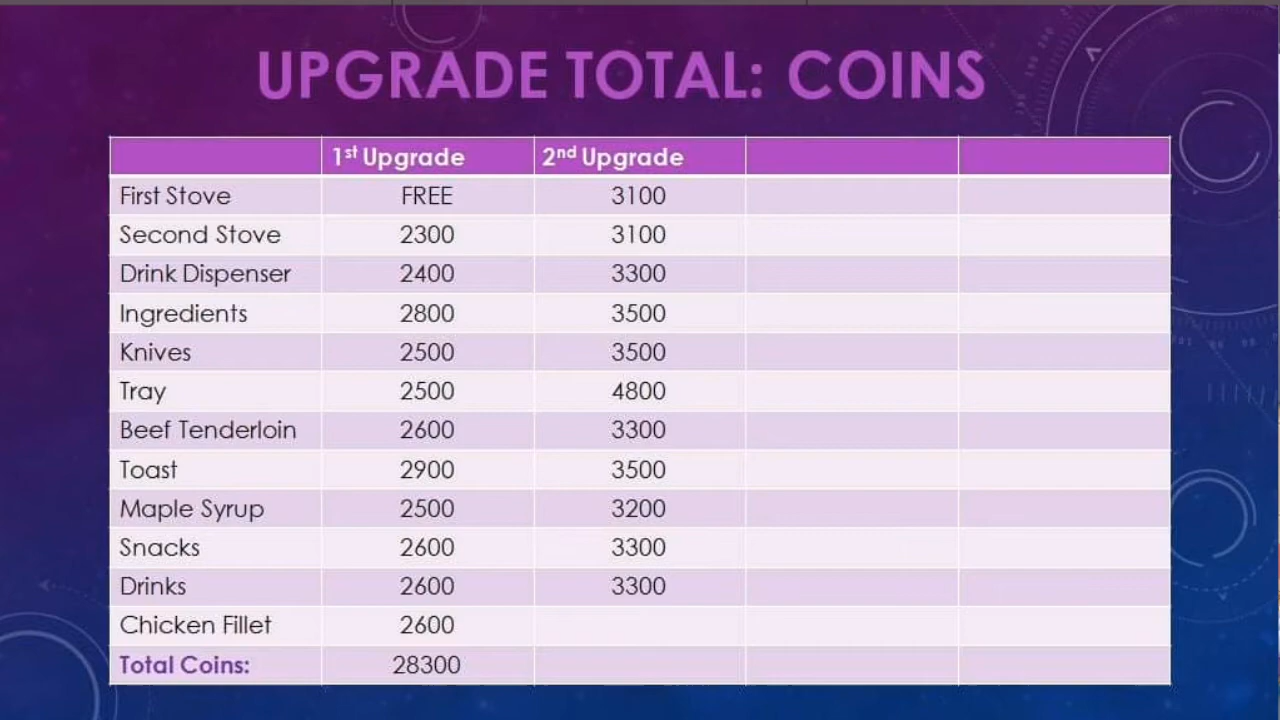 UPGRADE TOTAL: COINS
1st Upgrade 2nd Upgrade
First Stove FREE 3100
Second Stove 2300 3100
Drink Dispenser 2400 3300
Ingredients 2800 3500
Knives 2500 3500
Tray 2500 4800
Beef Tenderloin 2600 3300
Toast 2900 3500
Maple Syrup 2500 3200
Snacks 2600 3300
Drinks 2600 3300
Chicken Fillet 2600
Total Coins: 28300